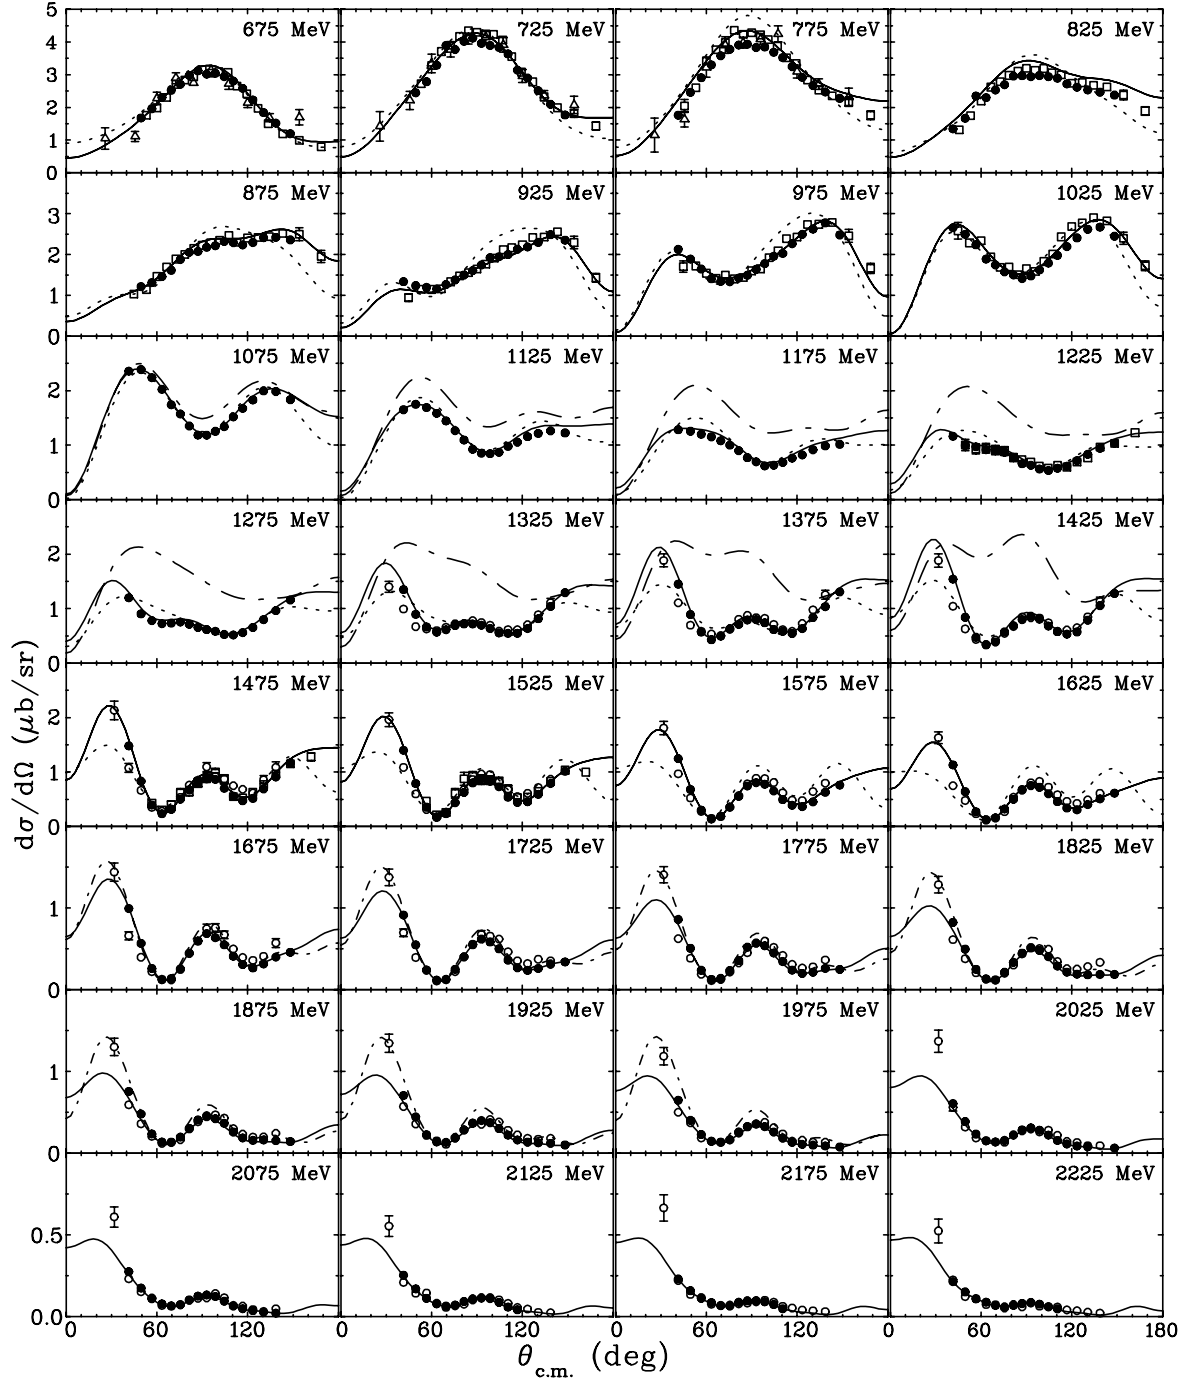 5
4
3
2
1
0
675 MeV
725 MeV
775 MeV
825 MeV
3
2
1
0
875 MeV
925 MeV
975 MeV
1025 MeV
2
1
0
1075 MeV
1125 MeV
1175 MeV
1225 MeV
2
1
0
1275 MeV
1325 MeV
1375 MeV
1425 MeV
dσ/dΩ (μb/sr)
2
1
0
1475 MeV
1525 MeV
1575 MeV
1625 MeV
1
0
1675 MeV
1725 MeV
1775 MeV
1825 MeV
1
0
1875 MeV
1925 MeV
1975 MeV
2025 MeV
0.5
0.0
2075 MeV
2125 MeV
2175 MeV
2225 MeV
0 60 120 0 60 120 0 60 120 0 60 120 180
θc.m. (deg)